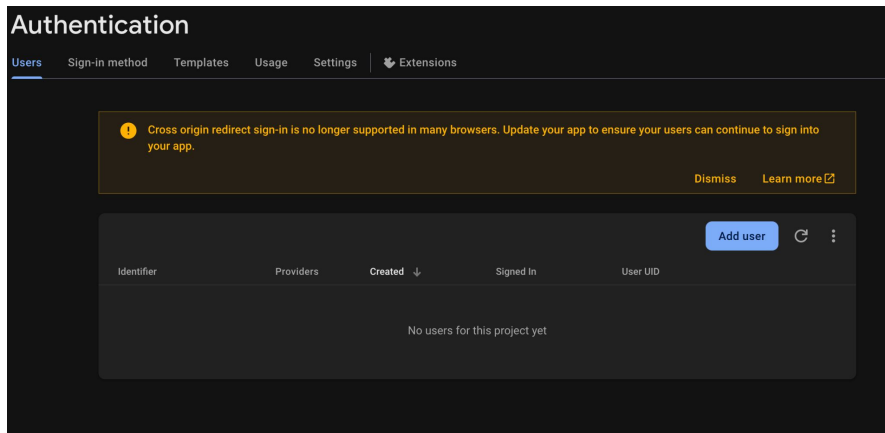 Authentication
Users Sign-in method Templates Usage Settings Extensions
Cross origin redirect sign-in is no longer supported in many browsers. Update your app to ensure your users can continue to sign into
your app.
Dismiss Learn more
Add user
Identifier Providers Created Signed In User UID
No users for this project yet